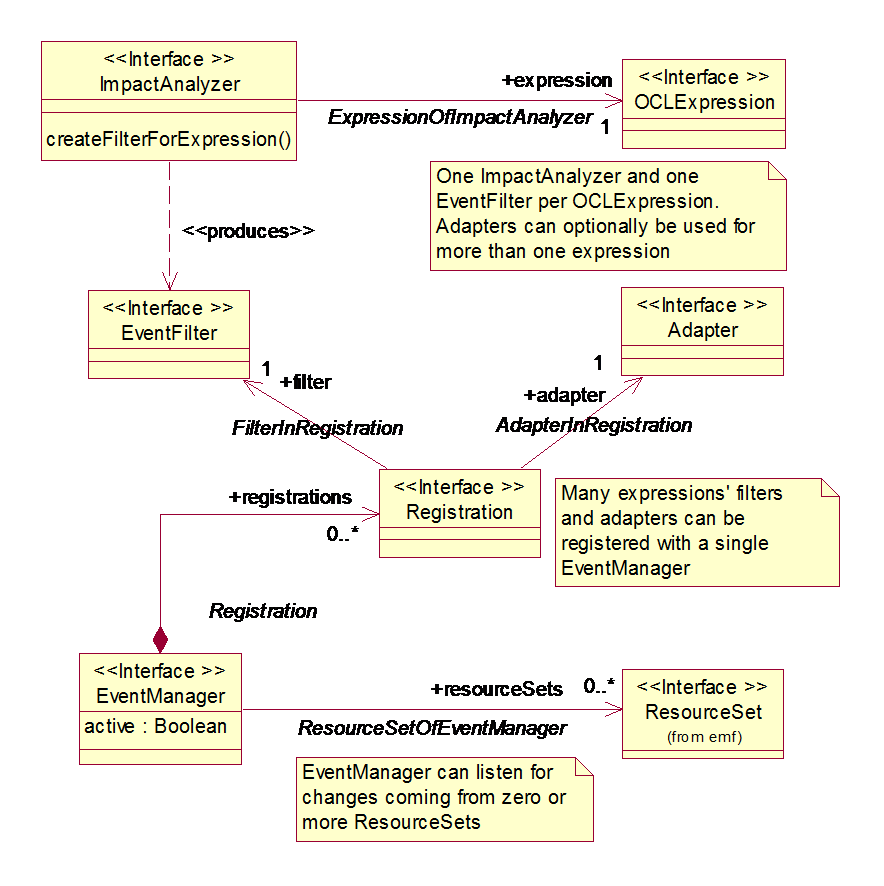 <<Interface >>
ImpactAnalyzer
createFilterForExpression()
+expression
ExpressionOfImpactAnalyzer
1
<<Interface >>
OCLExpression
One ImpactAnalyzer and one
EventFilter per OCLExpression.
Adapters can optionally be used for
more than one expression
<<produces>>
<<Interface >>
EventFilter
1
+filter
FilterInRegistration
<<Interface >>
Adapter
1
+adapter
AdapterInRegistration
+registrations
0..*
<<Interface >>
Registration
Many expressions' filters
and adapters can be
registered with a single
EventManager
Registration
<<Interface >>
EventManager
active : Boolean
+resourceSets
0..*
ResourceSetOfEventManager
<<Interface >>
ResourceSet
(from emf)
EventManager can listen for
changes coming from zero or
more ResourceSets